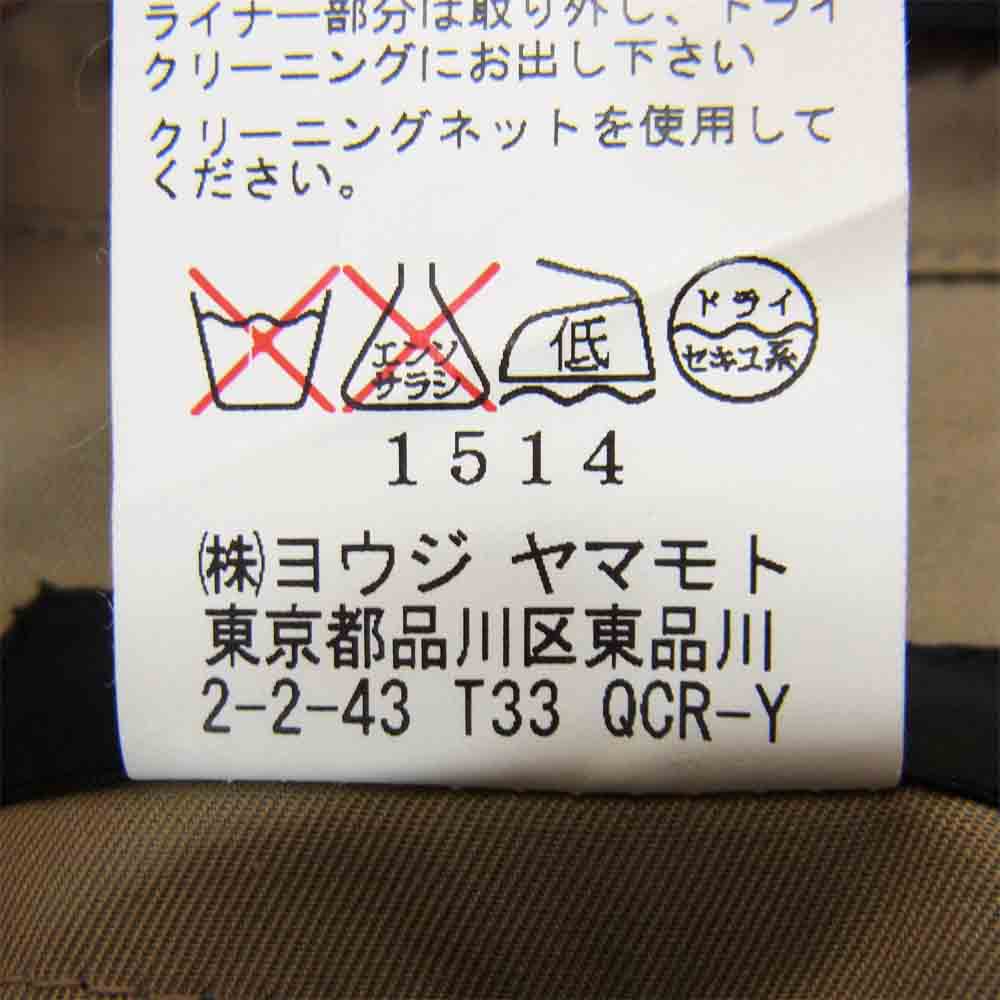 ライナー部分は取り外し、ドライ
クリーニングにお出し下さい
クリーニングネットを使用して
ください。
エンソ
サラシ
低
ドライ
セキユ系
1514
(株)ヨウジ ヤマモト
東京都品川区東品川
2-2-43 T33 QCR-Y